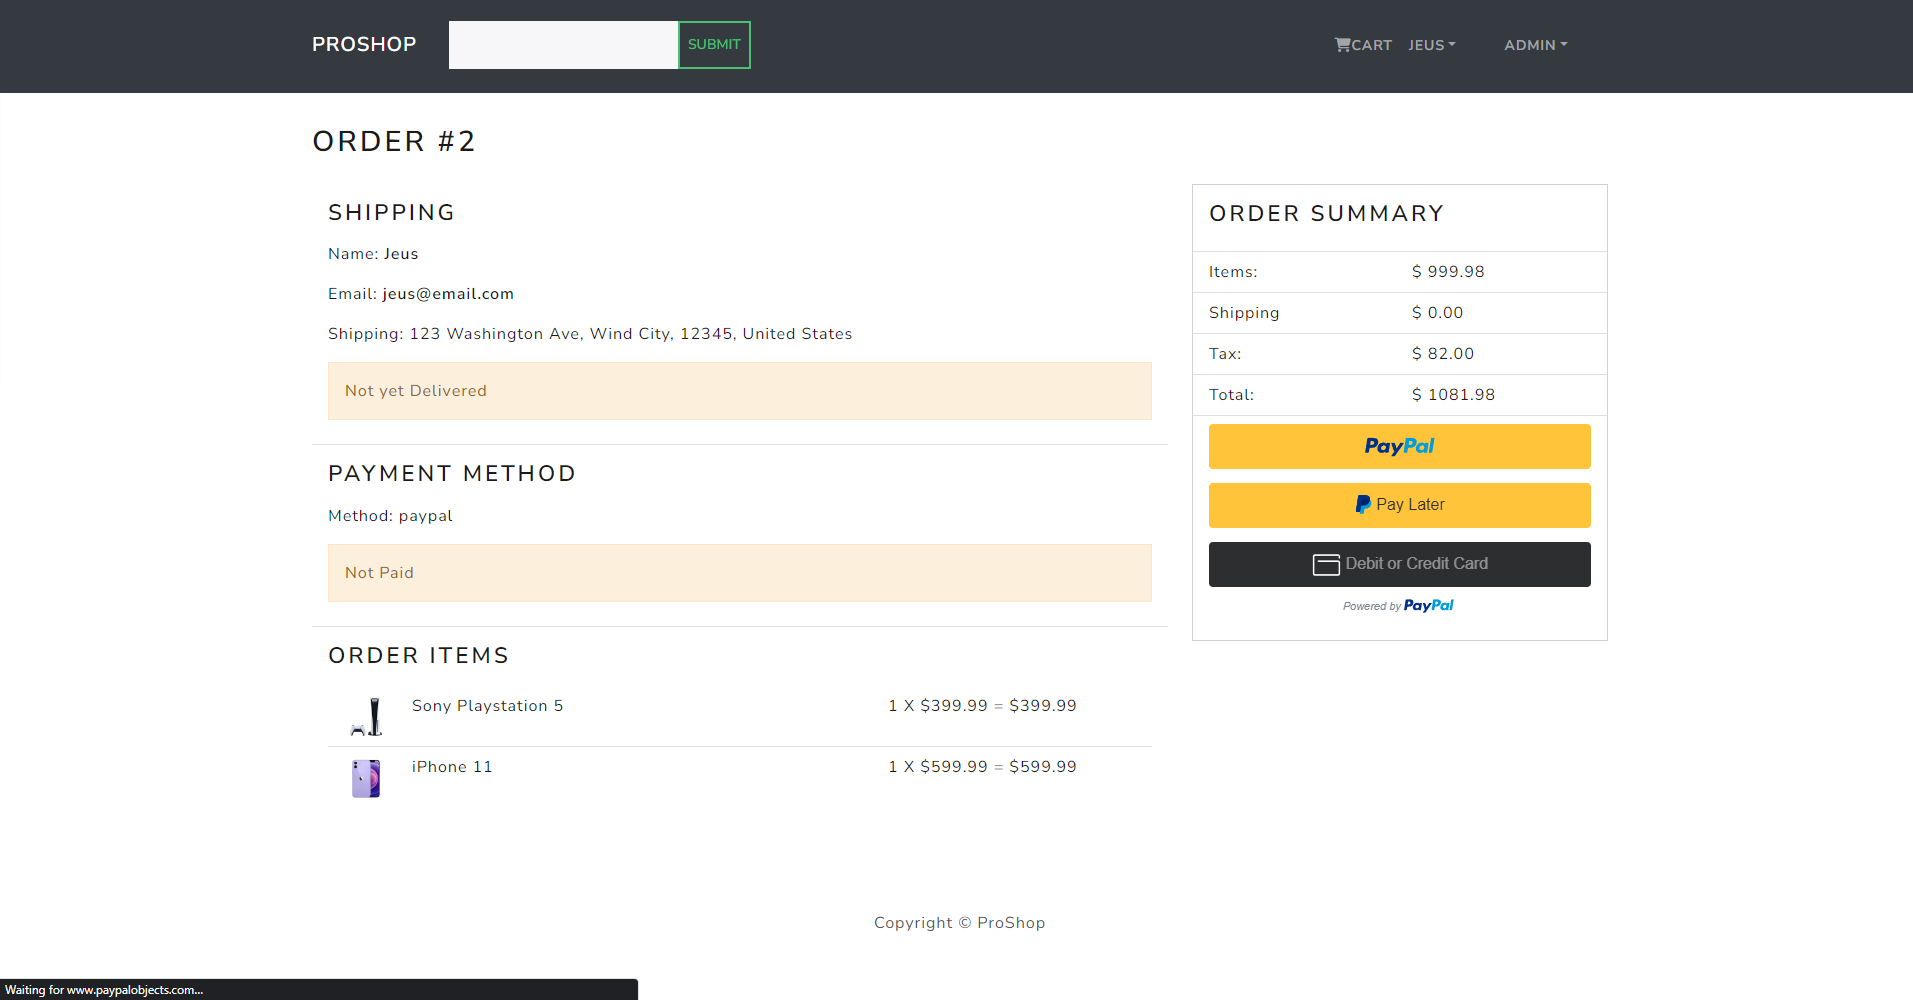 PROSHOP
SUBMIT
CART
JEUS
ADMIN
ORDER #2
SHIPPING
Name: Jeus
Email: jeus@email.com
Shipping: 123 Washington Ave, Wind City, 12345, United States
Not yet Delivered
PAYMENT METHOD
Method: paypal
Not Paid
ORDER ITEMS
Sony Playstation 5 1 X $399.99 = $399.99
iPhone 11 1 X $599.99 = $599.99
ORDER SUMMARY
Items: $ 999.98
Shipping $ 0.00
Tax: $ 82.00
Total: $ 1081.98
PayPal
Pay Later
Debit or Credit Card
Powered by PayPal
Copyright © ProShop
Waiting for www.paypalobjects.com...